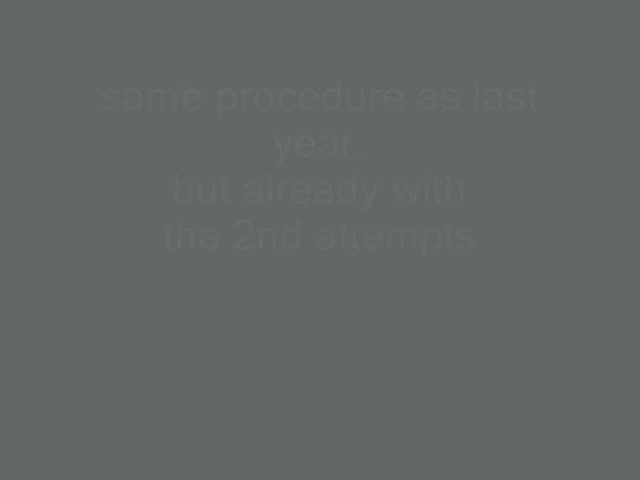 same procedure as last
year,
but already with
the 2nd attempts